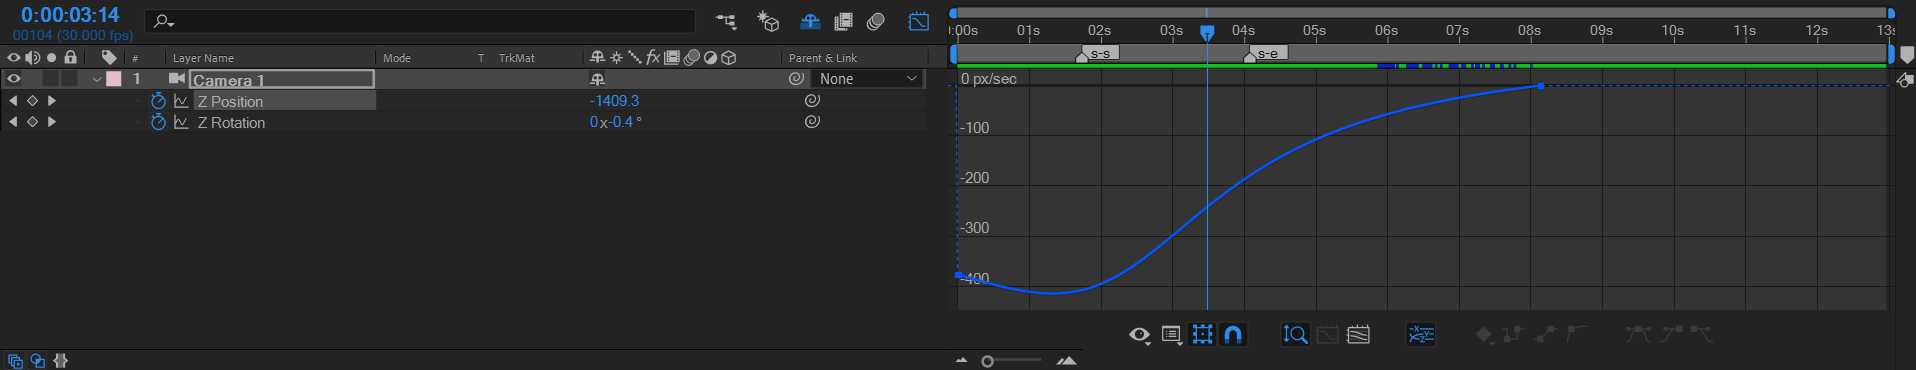 0:00:03:14
00104 (30.000 fps)
:00s 01s 02s 03s 04s 05s 06s 07s 08s 09s 10s 11s 12s 13s
s-s s-e
# Layer Name Mode T TrkMat fx Parent & Link
1 Camera 1 None
Z Position -1409.3
Z Rotation 0x-0.4°
0 px/sec
-100
-200
-300
-400